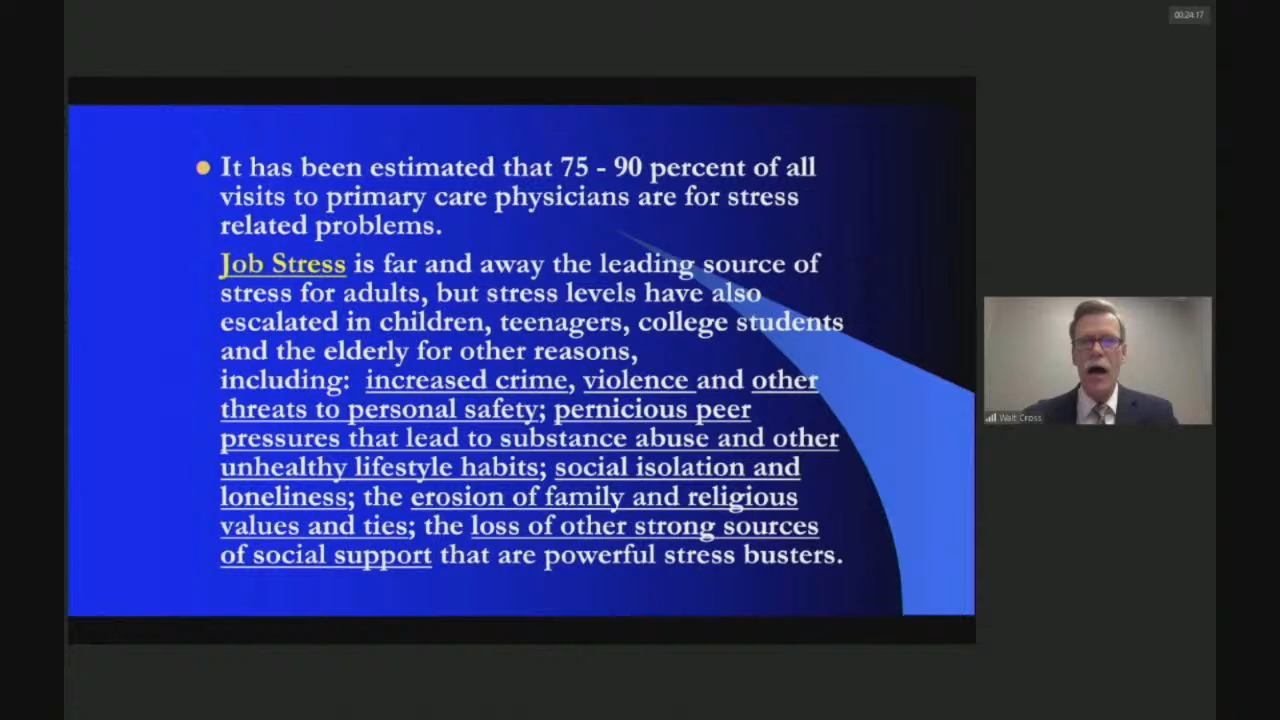 00:24:17
It has been estimated that 75 - 90 percent of all
visits to primary care physicians are for stress
related problems.
Job Stress is far and away the leading source of
stress for adults, but stress levels have also
escalated in children, teenagers, college students
and the elderly for other reasons,
including: increased crime, violence and other
threats to personal safety; pernicious peer
pressures that lead to substance abuse and other
unhealthy lifestyle habits; social isolation and
loneliness; the erosion of family and religious
values and ties; the loss of other strong sources
of social support that are powerful stress busters.
Walt Cross